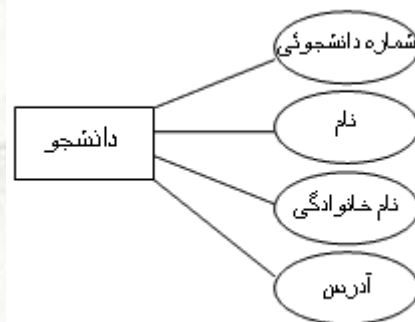 شماره دانشجوئی
نام
دانشجو
نام خانوادگی
آدرس